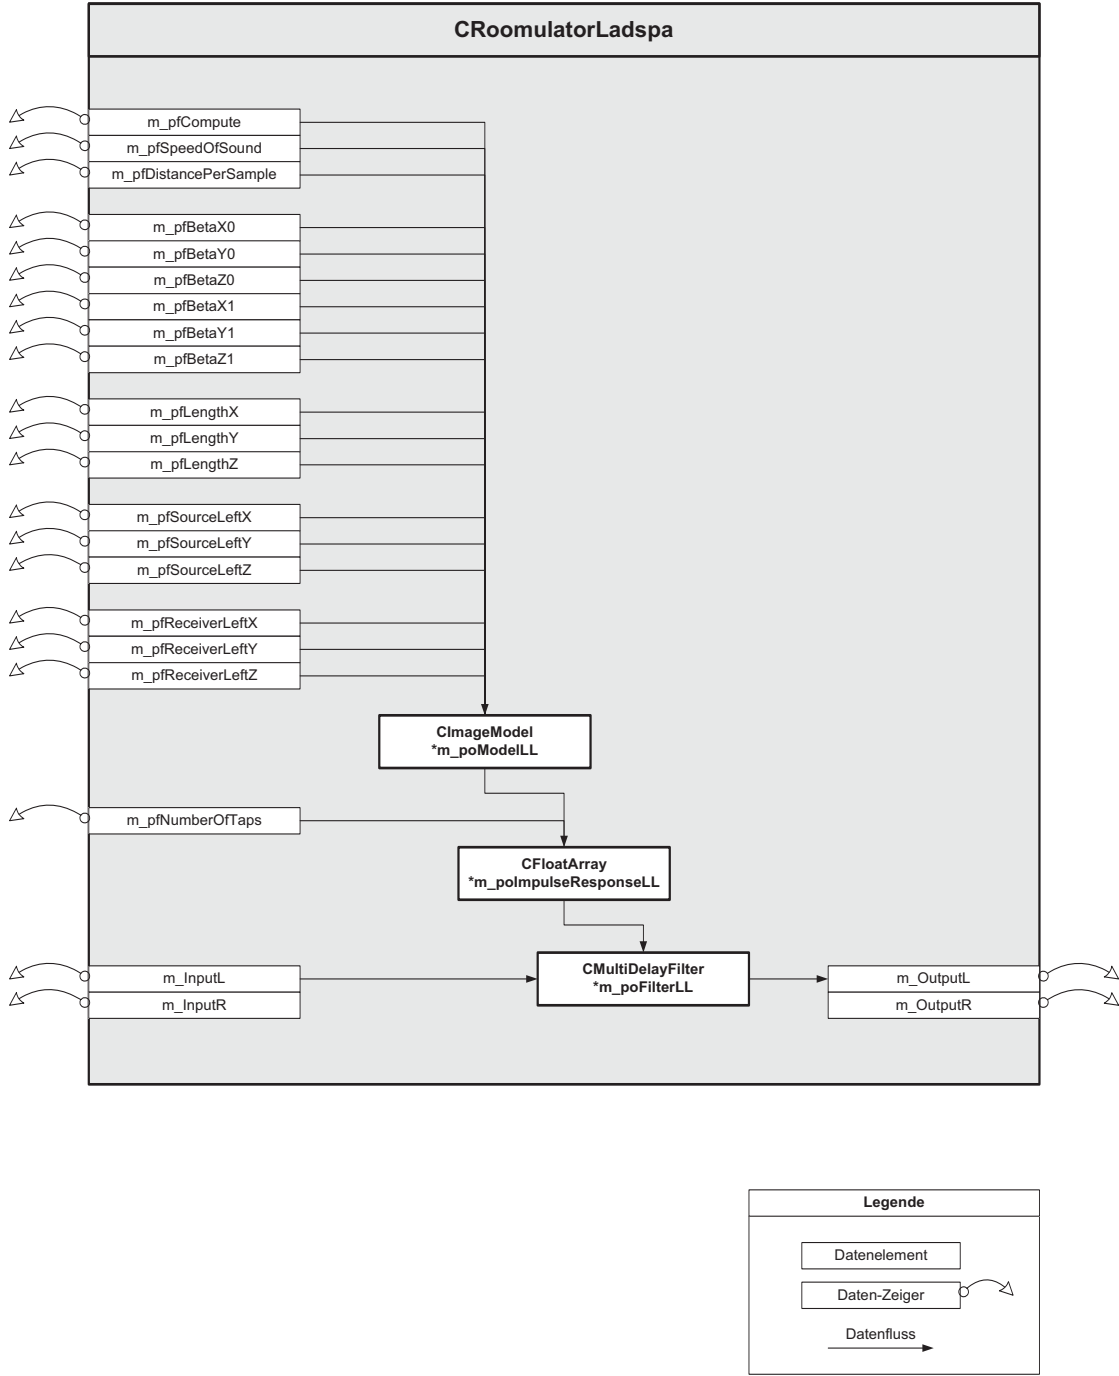 CRoomulatorLadspa
m_pfCompute
m_pfSpeedOfSound
m_pfDistancePerSample
m_pfBetaX0
m_pfBetaY0
m_pfBetaZ0
m_pfBetaX1
m_pfBetaY1
m_pfBetaZ1
m_pfLengthX
m_pfLengthY
m_pfLengthZ
m_pfSourceLeftX
m_pfSourceLeftY
m_pfSourceLeftZ
m_pfReceiverLeftX
m_pfReceiverLeftY
m_pfReceiverLeftZ
CImageModel
*m_poModelLL
m_pfNumberOfTaps
CFloatArray
*m_poImpulseResponseLL
m_InputL
m_InputR
CMultiDelayFilter
*m_poFilterLL
m_OutputL
m_OutputR
Legende
Datenelement
Daten-Zeiger
Datenfluss